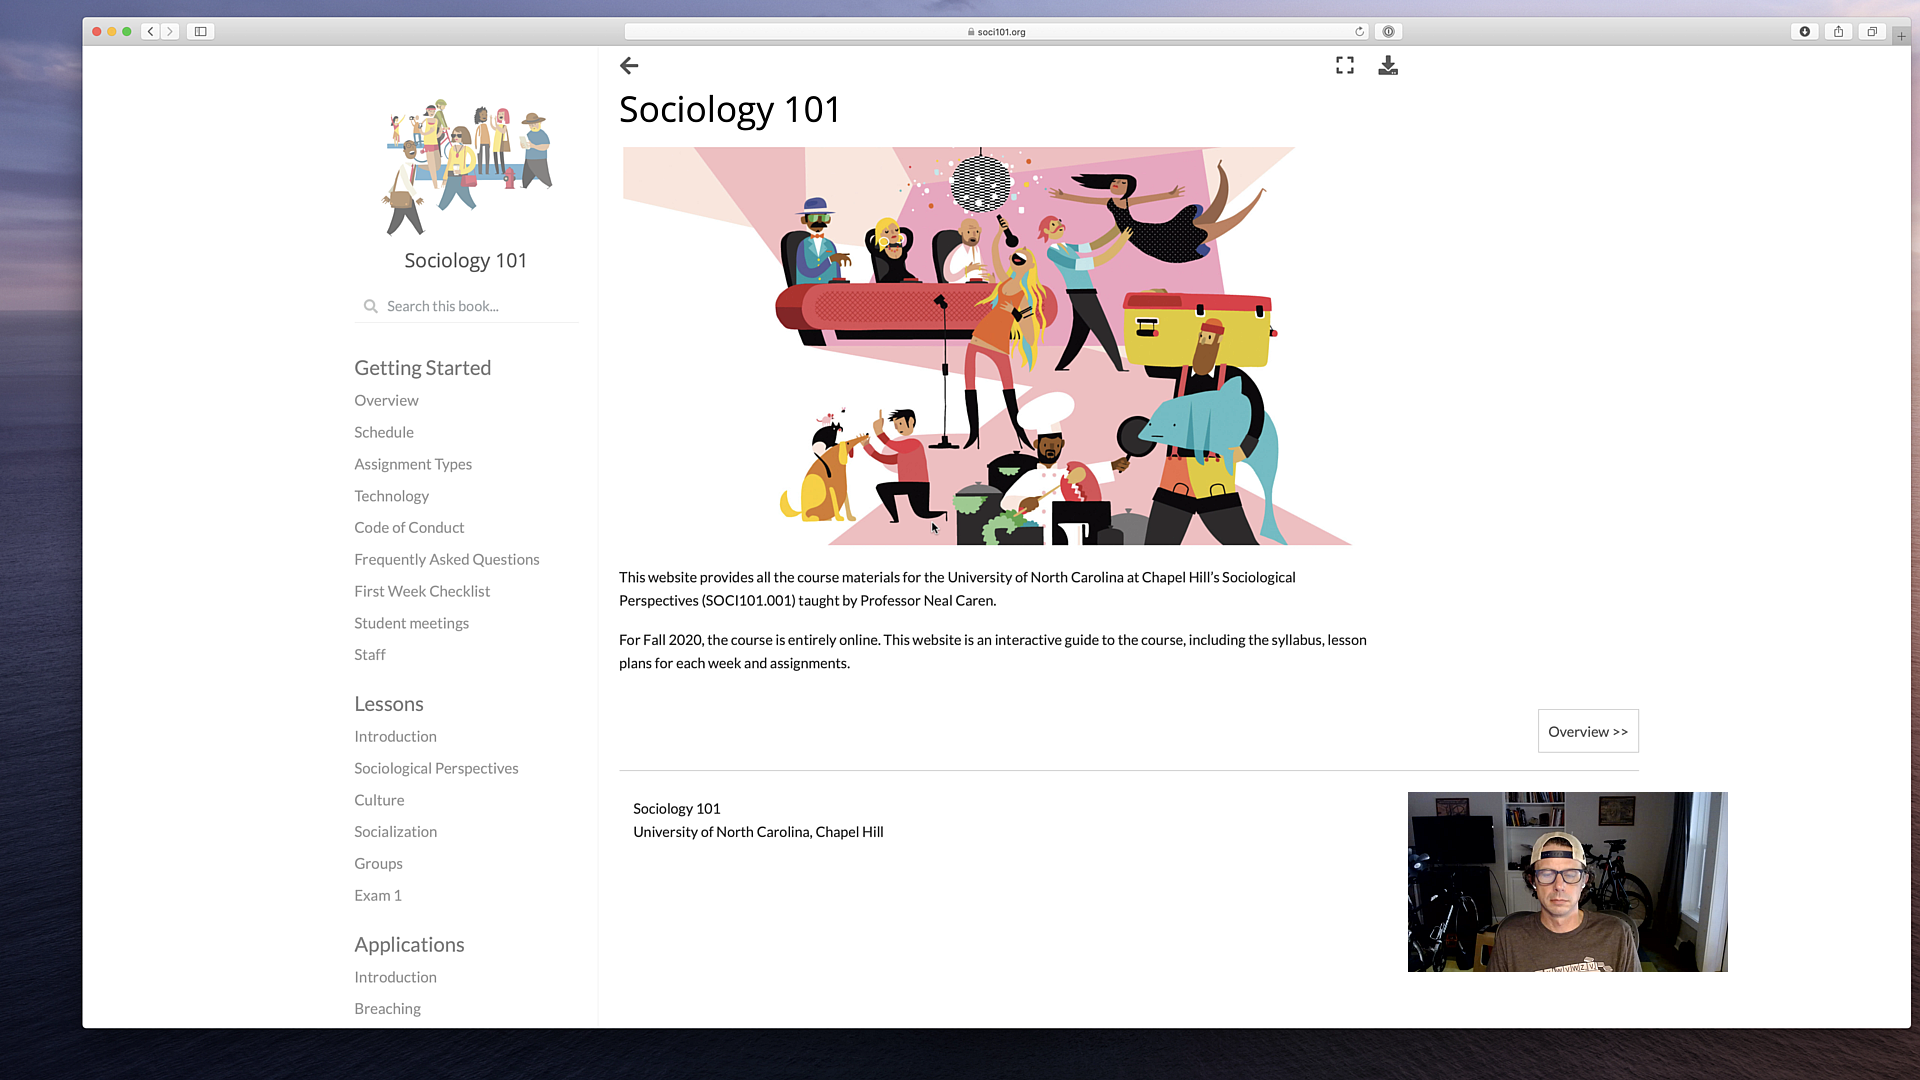 soci101.org
Sociology 101
Search this book...
Getting Started
Overview
Schedule
Assignment Types
Technology
Code of Conduct
Frequently Asked Questions
First Week Checklist
Student meetings
Staff
Lessons
Introduction
Sociological Perspectives
Culture
Socialization
Groups
Exam 1
Applications
Introduction
Breaching
Sociology 101
This website provides all the course materials for the University of North Carolina at Chapel Hill’s Sociological
Perspectives (SOCI101.001) taught by Professor Neal Caren.
For Fall 2020, the course is entirely online. This website is an interactive guide to the course, including the syllabus, lesson
plans for each week and assignments.
Overview >>
Sociology 101
University of North Carolina, Chapel Hill